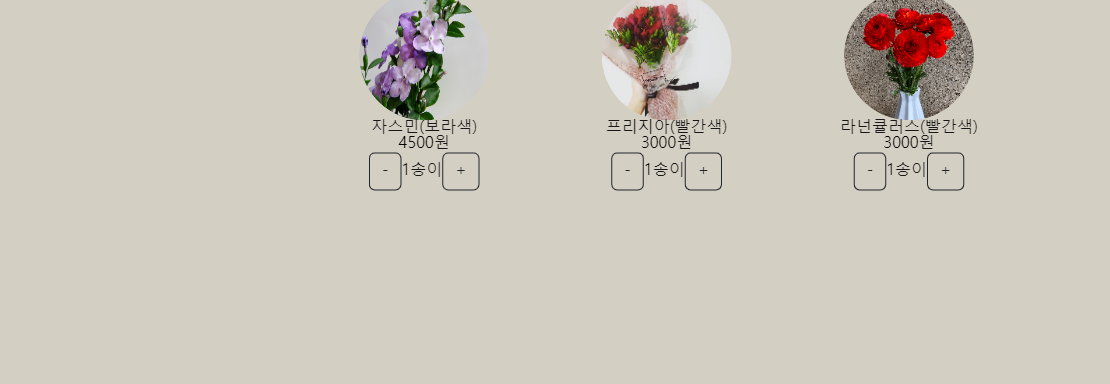 자스민(보라색) 프리지아(빨간색) 라넌큘러스(빨간색)
4500원 3000원 3000원
- 1송이 + - 1송이 + - 1송이 +